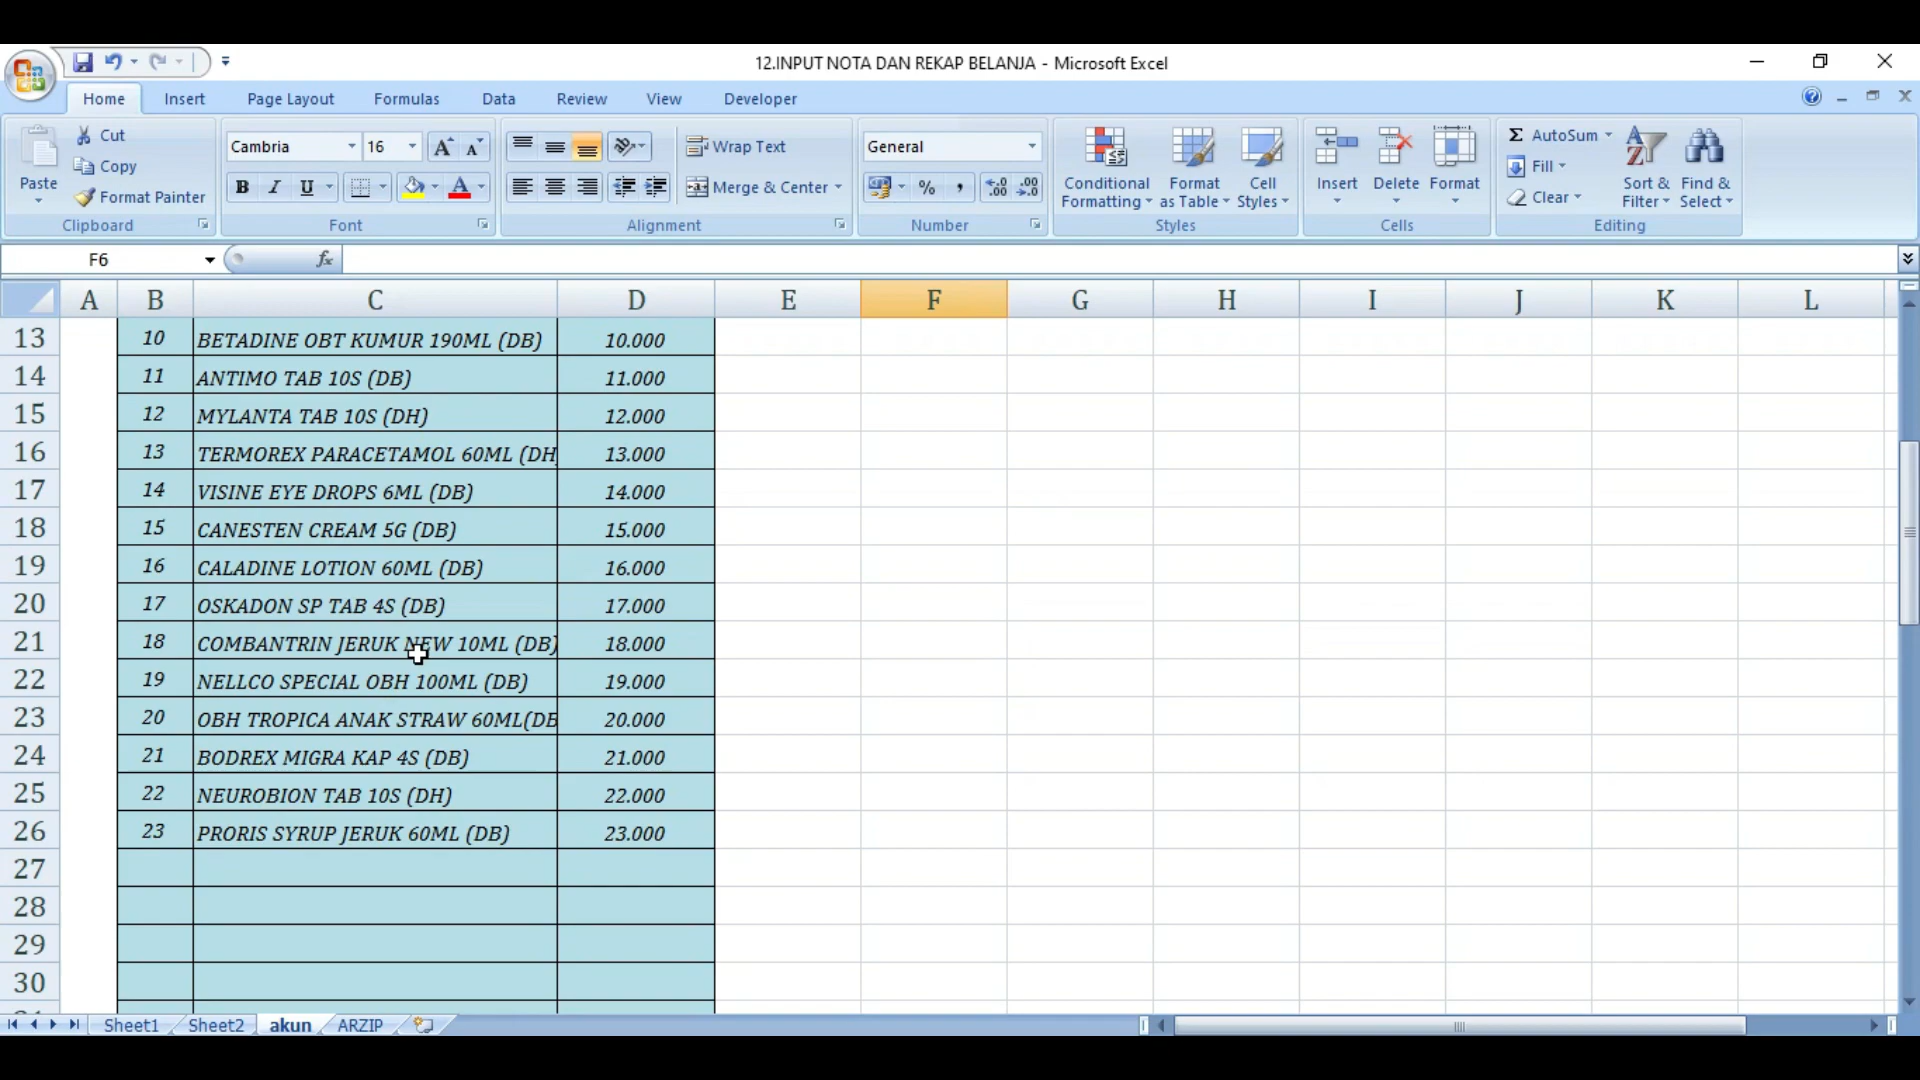 12.INPUT NOTA DAN REKAP BELANJA - Microsoft Excel
Home Insert Page Layout Formulas Data Review View Developer
Paste Cut Copy Format Painter Clipboard
Cambria 16 Font
Wrap Text Merge & Center Alignment
General Number
Conditional Formatting Format as Table Cell Styles Styles
Insert Delete Format Cells
AutoSum Fill Clear Sort & Filter Find & Select Editing
F6 fx
A B C D E F G H I J K L
13 10 BETADINE OBT KUMUR 190ML (DB) 10.000
14 11 ANTIMO TAB 10S (DB) 11.000
15 12 MYLANTA TAB 10S (DH) 12.000
16 13 TERMOREX PARACETAMOL 60ML (DH 13.000
17 14 VISINE EYE DROPS 6ML (DB) 14.000
18 15 CANESTEN CREAM 5G (DB) 15.000
19 16 CALADINE LOTION 60ML (DB) 16.000
20 17 OSKADON SP TAB 4S (DB) 17.000
21 18 COMBANTRIN JERUK NEW 10ML (DB) 18.000
22 19 NELLCO SPECIAL OBH 100ML (DB) 19.000
23 20 OBH TROPICA ANAK STRAW 60ML(DB 20.000
24 21 BODREX MIGRA KAP 4S (DB) 21.000
25 22 NEUROBION TAB 10S (DH) 22.000
26 23 PRORIS SYRUP JERUK 60ML (DB) 23.000
27
28
29
30
Sheet1 Sheet2 akun ARZIP